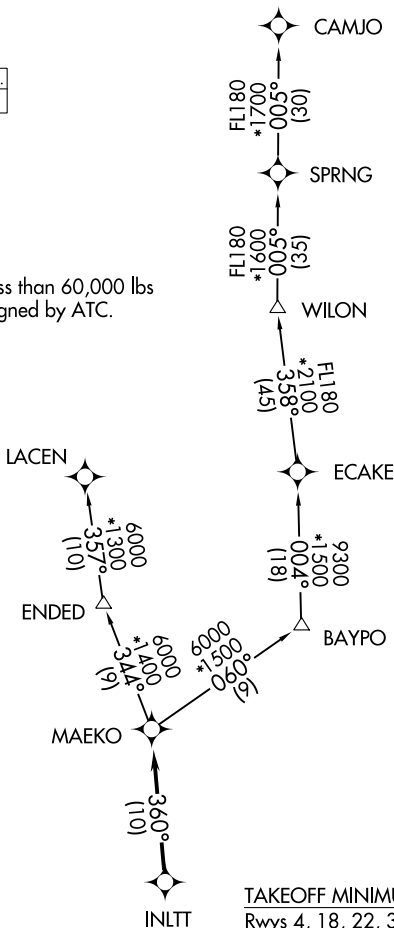 CAMJO
FL180
*1700
005°
(30)
SPRNG
FL180
*1600
005°
(35)
ss than 60,000 lbs
gned by ATC.
WILON
FL180
*2100
358°
(45)
LACEN
ECAKE
6000
*1300
357°
(10)
9300
*1500
004°
(18)
ENDED
BAYPO
6000
*1400
344°
(9)
6000
*1500
060°
(9)
MAEKO
360°
(10)
INLTT
TAKEOFF MINIMU
Rwys 4, 18, 22, 3